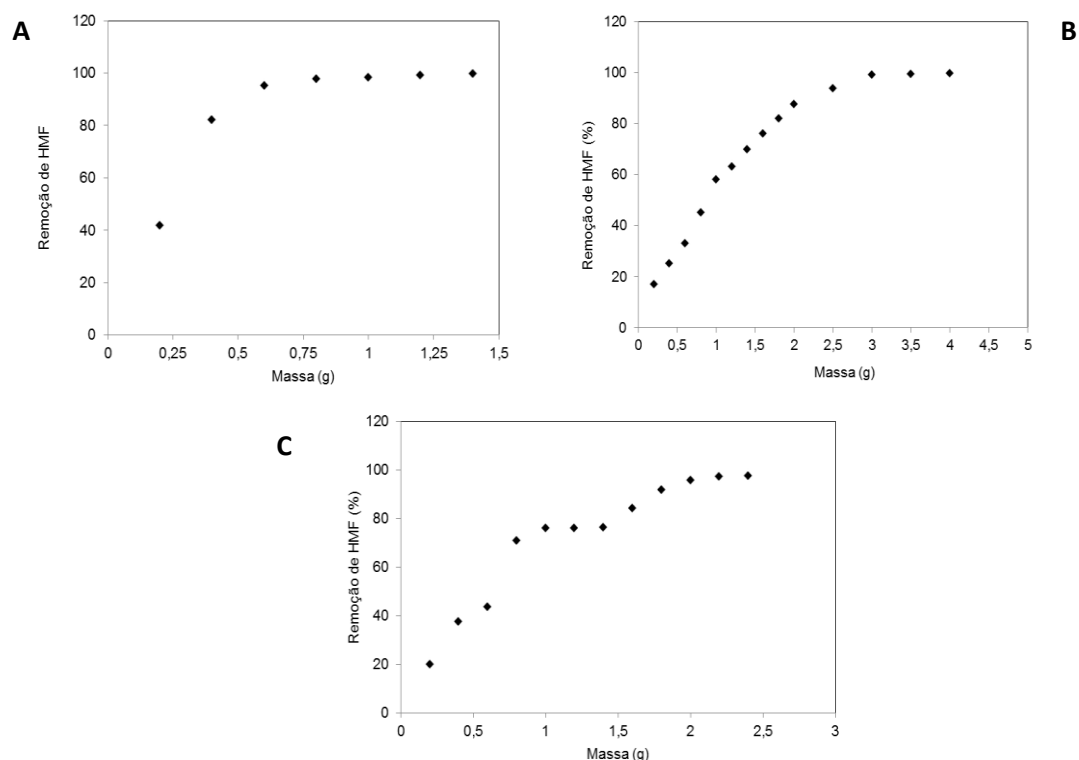 A
120
100
80
60
40
20
0
Remoção de HMF
0 0,25 0,5 0,75 1 1,25 1,5
Massa (g)
B
120
100
80
60
40
20
0
Remoção de HMF (%)
0 0,5 1 1,5 2 2,5 3 3,5 4 4,5 5
Massa (g)
C
120
100
80
60
40
20
0
Remoção de HMF (%)
0 0,5 1 1,5 2 2,5 3
Massa (g)